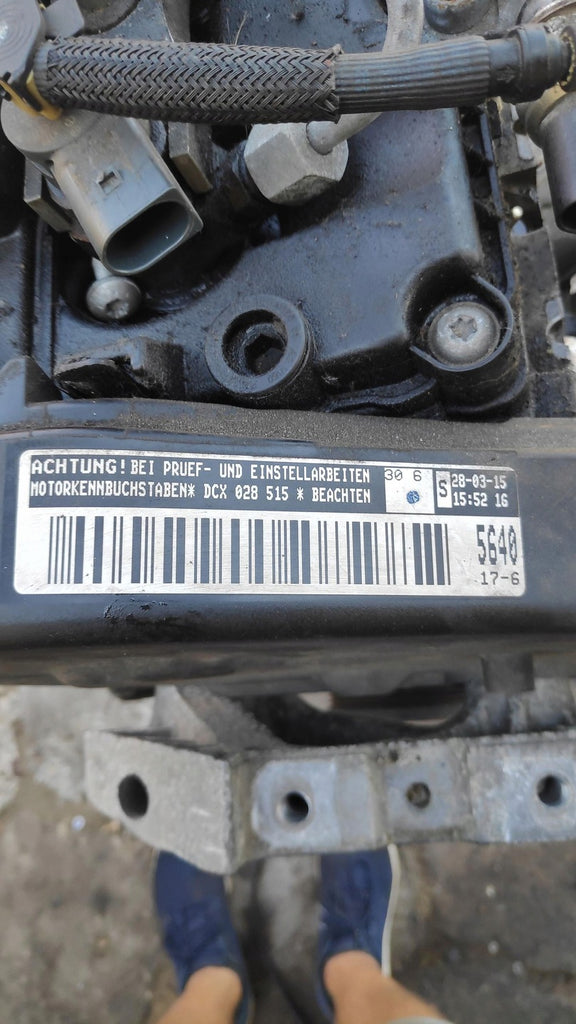 ACHTUNG! BEI PRUEF- UND EINSTELLARBEITEN
MOTORKENNBUCHSTABEN* DCX 028 515 * BEACHTEN
30 6
S
28-03-15
15:52 16
5640
17-6